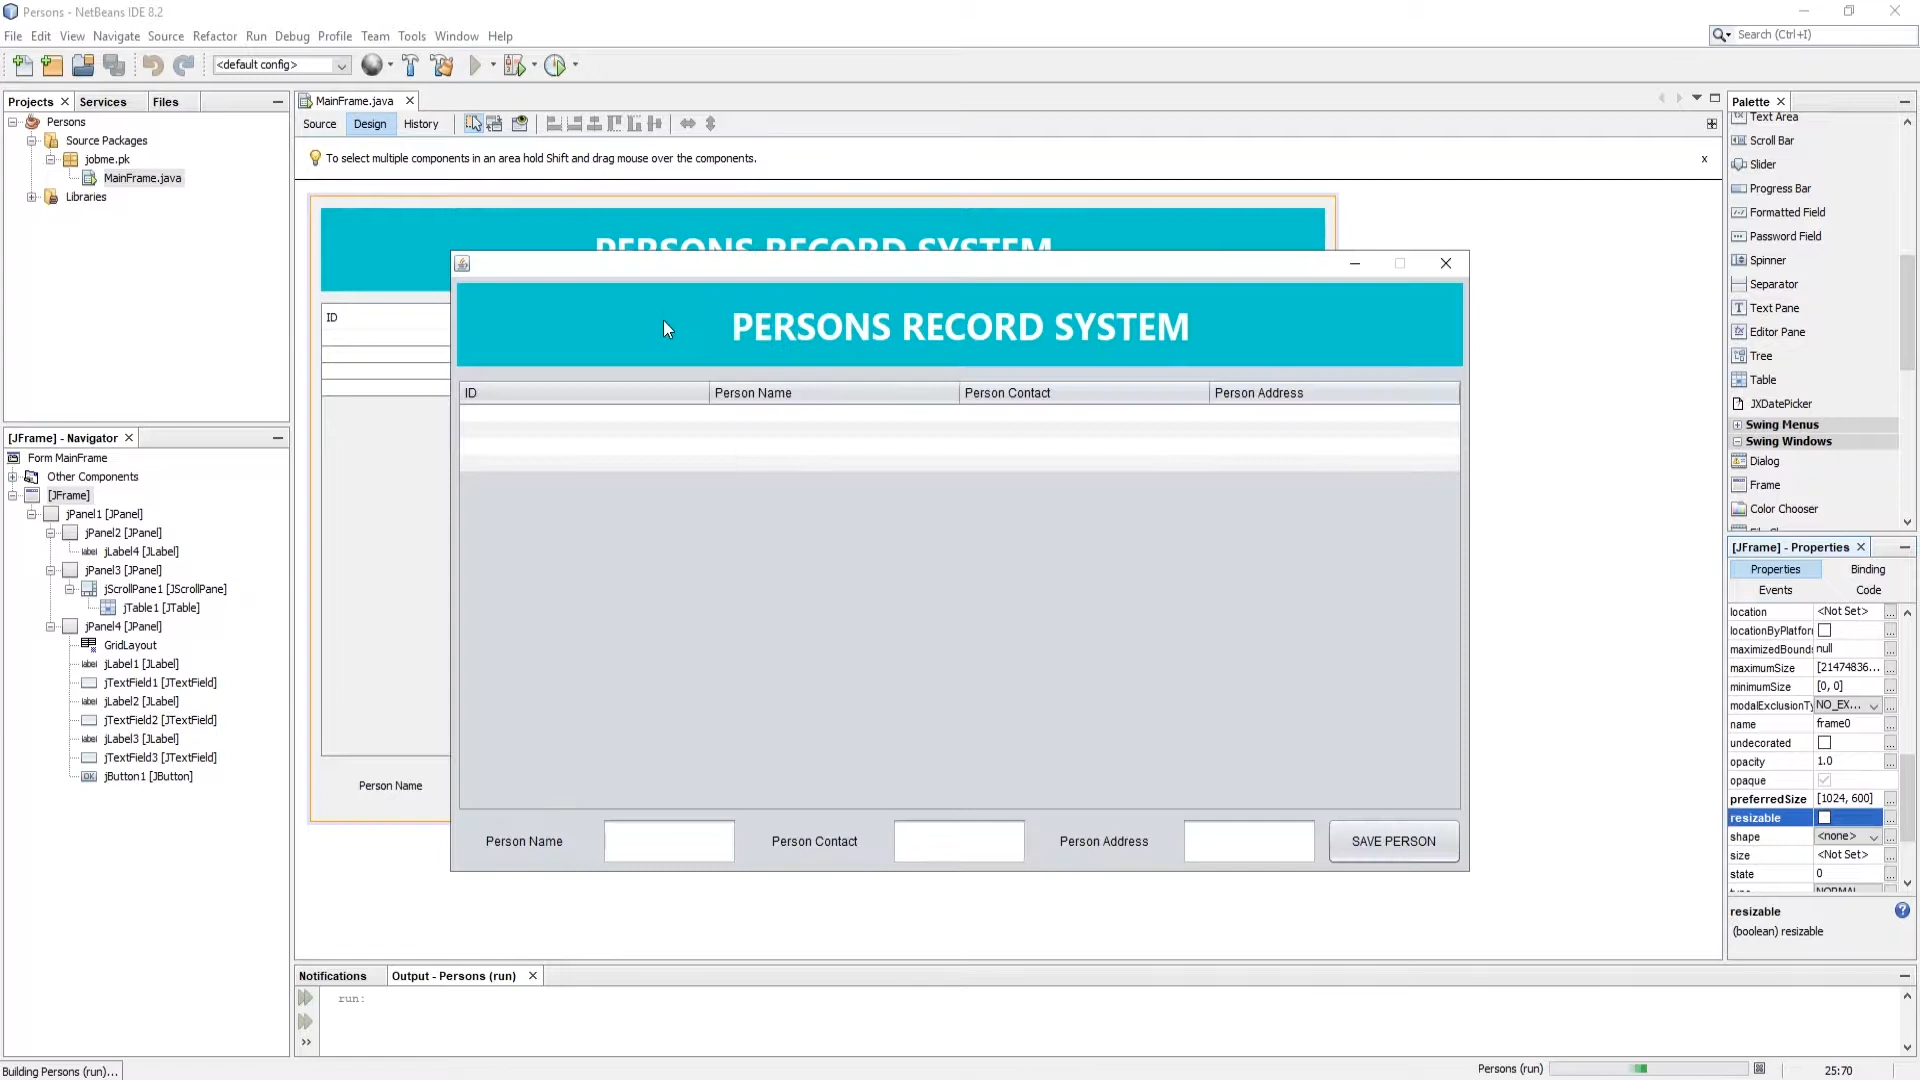 Persons - NetBeans IDE 8.2
File Edit View Navigate Source Refactor Run Debug Profile Team Tools Window Help
Search (Ctrl+I)
<default config>
Projects Services Files
MainFrame.java
Palette
Source Design History
To select multiple components in an area hold Shift and drag mouse over the components.
x
Persons
Source Packages
jobme.pk
MainFrame.java
Libraries
PERSONS RECORD SYSTEM
ID
Person Name
PERSONS RECORD SYSTEM
ID Person Name Person Contact Person Address
Person Name Person Contact Person Address SAVE PERSON
[JFrame] - Navigator
Form MainFrame
Other Components
[JFrame]
jPanel1 [JPanel]
jPanel2 [JPanel]
label jLabel4 [JLabel]
jPanel3 [JPanel]
jScrollPane1 [JScrollPane]
jTable1 [JTable]
jPanel4 [JPanel]
GridLayout
label jLabel1 [JLabel]
jTextField1 [JTextField]
label jLabel2 [JLabel]
jTextField2 [JTextField]
label jLabel3 [JLabel]
jTextField3 [JTextField]
OK jButton1 [JButton]
Text Area
Scroll Bar
Slider
Progress Bar
Formatted Field
Password Field
Spinner
Separator
Text Pane
Editor Pane
Tree
Table
JXDatePicker
Swing Menus
Swing Windows
Dialog
Frame
Color Chooser
[JFrame] - Properties
Properties Binding
Events Code
location <Not Set> ...
locationByPlatform ...
maximizedBounds null ...
maximumSize [21474836... ...
minimumSize [0, 0] ...
modalExclusionTy NO_EX... ...
name frame0 ...
undecorated ...
opacity 1.0 ...
opaque
preferredSize [1024, 600] ...
resizable ...
shape <none> ...
size <Not Set> ...
state 0 ...
type NORMAL
resizable
(boolean) resizable
Notifications Output - Persons (run)
run:
Building Persons (run)...
Persons (run)
25:70